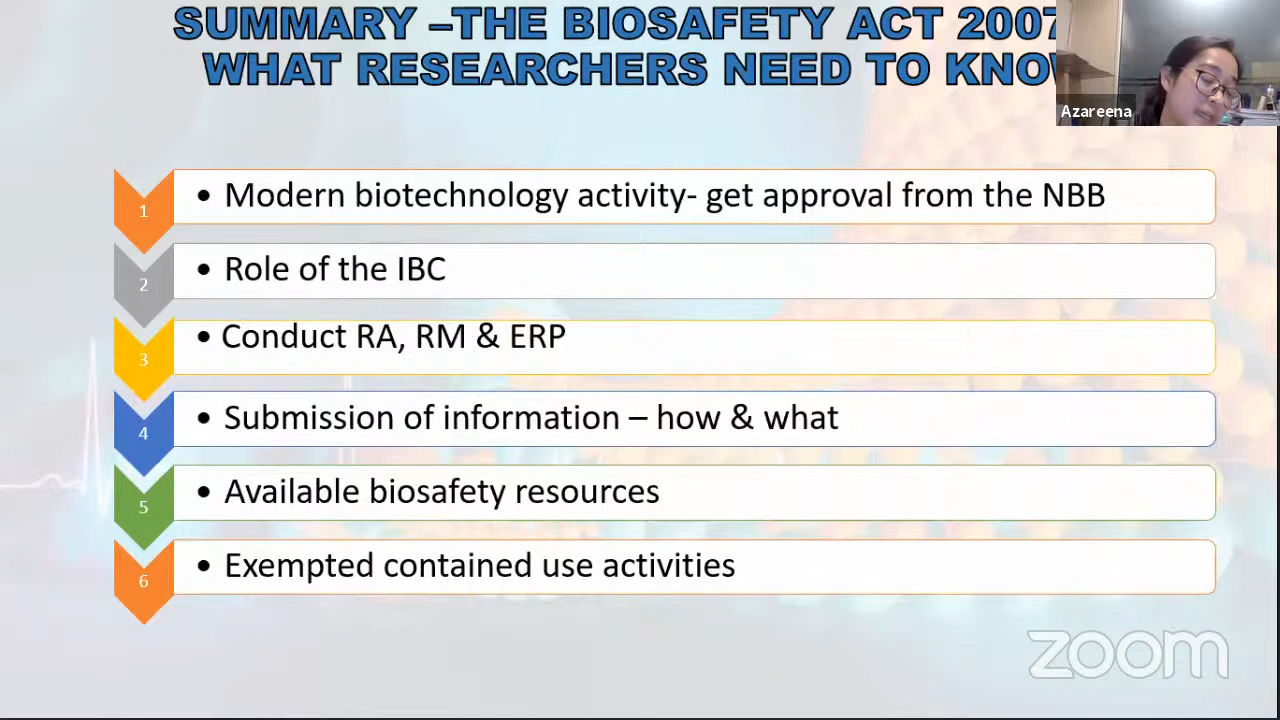 SUMMARY –THE BIOSAFETY ACT 2007
WHAT RESEARCHERS NEED TO KNOW
Azareena
1
• Modern biotechnology activity- get approval from the NBB
2
• Role of the IBC
3
• Conduct RA, RM & ERP
4
• Submission of information – how & what
5
• Available biosafety resources
6
• Exempted contained use activities
zoom